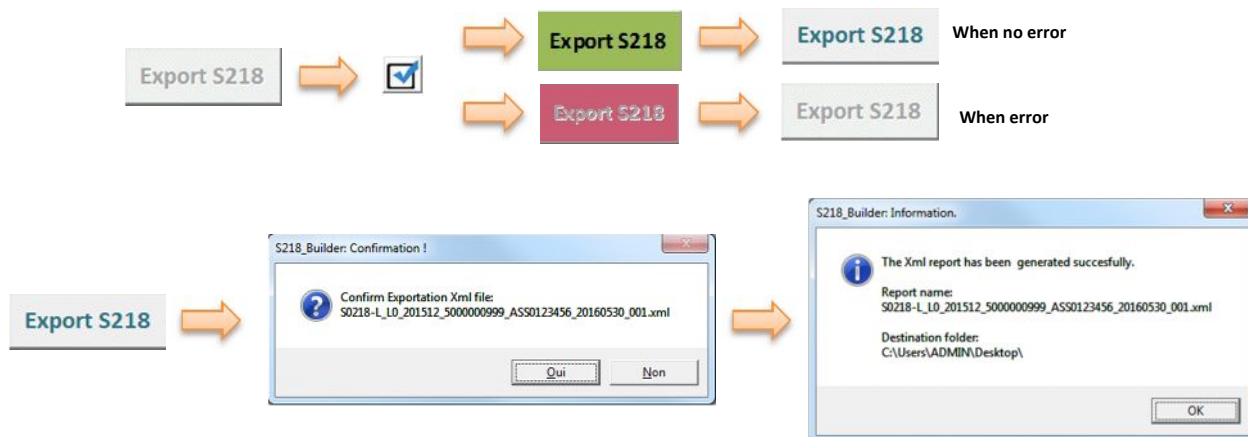 Export S218
Export S218
Export S218
When no error
Export S218
Export S218
When error
Export S218
S218_Builder: Confirmation !
Confirm Exportation Xml file:
S0218-L_L0_201512_5000000999_ASS0123456_20160530_001.xml
Oui
Non
S218_Builder: Information.
The Xml report has been generated succesfully.
Report name:
S0218-L_L0_201512_5000000999_ASS0123456_20160530_001.xml
Destination folder:
C:\Users\ADMIN\Desktop\
OK